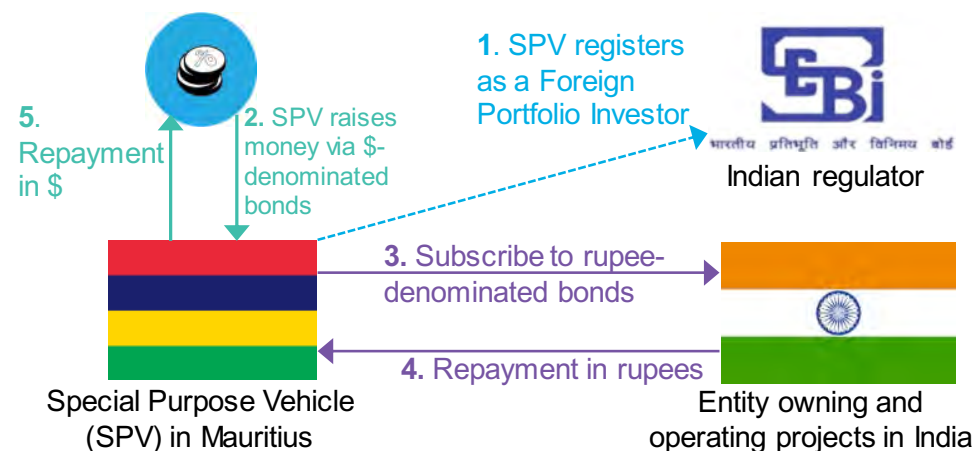 1. SPV registers
as a Foreign
Portfolio Investor
SEBi
भारतीय प्रतिभूति और विनिमय बोर्ड
Indian regulator
5.
Repayment
in $
2. SPV raises
money via $-
denominated
bonds
%
3. Subscribe to rupee-
denominated bonds
4. Repayment in rupees
Special Purpose Vehicle
(SPV) in Mauritius
Entity owning and
operating projects in India